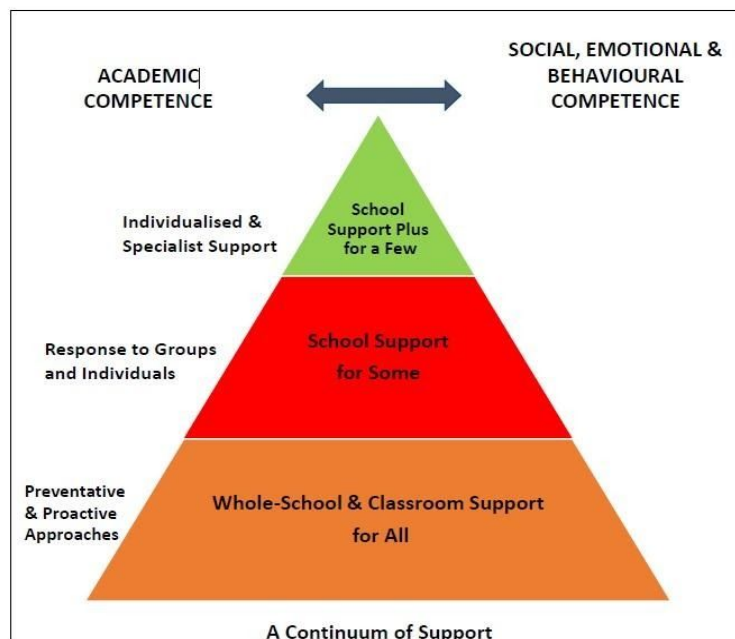 ACADEMIC
COMPETENCE
SOCIAL, EMOTIONAL &
BEHAVIOURAL
COMPETENCE
Individualised &
Specialist Support
School
Support Plus
for a Few
Response to Groups
and Individuals
School Support
for Some
Preventative
& Proactive
Approaches
Whole-School & Classroom Support
for All
A Continuum of Support